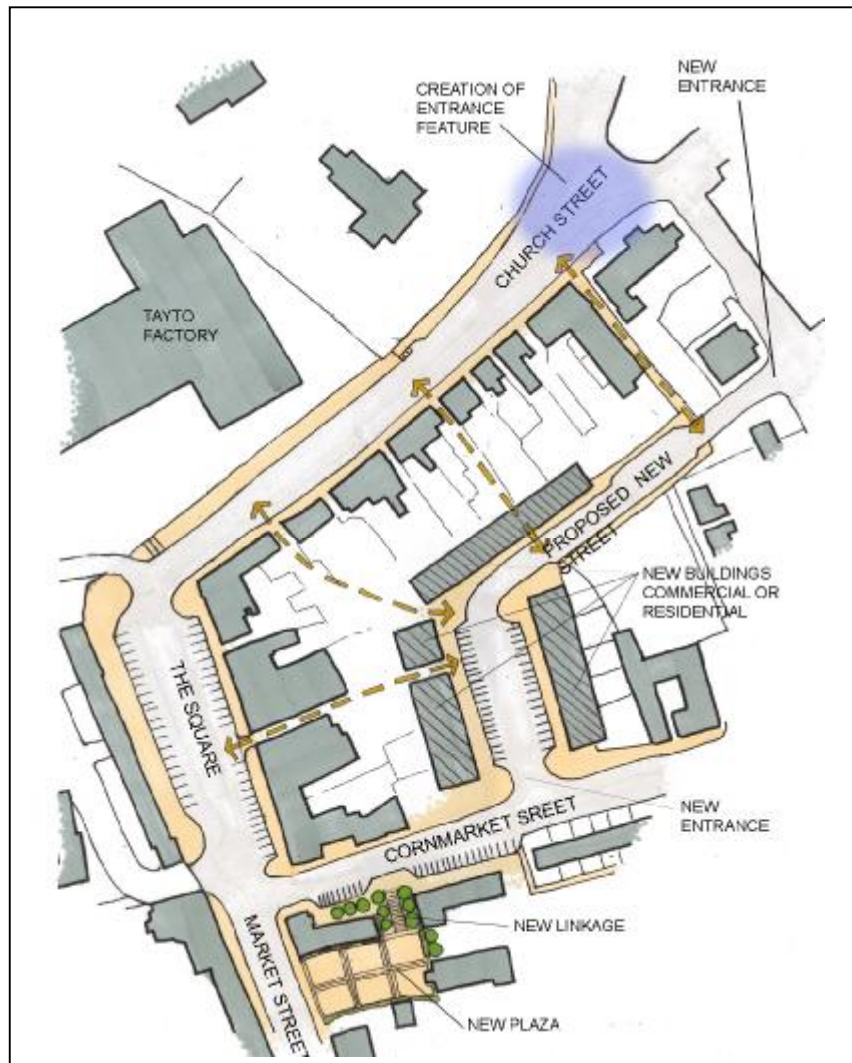 NEW
ENTRANCE
CREATION OF
ENTRANCE
FEATURE
CHURCH STREET
TAYTO
FACTORY
PROPOSED NEW
STREET
NEW BUILDINGS
COMMERCIAL OR
RESIDENTIAL
THE SQUARE
NEW
ENTRANCE
CORNMARKET SREET
MARKET STREET
NEW LINKAGE
NEW PLAZA